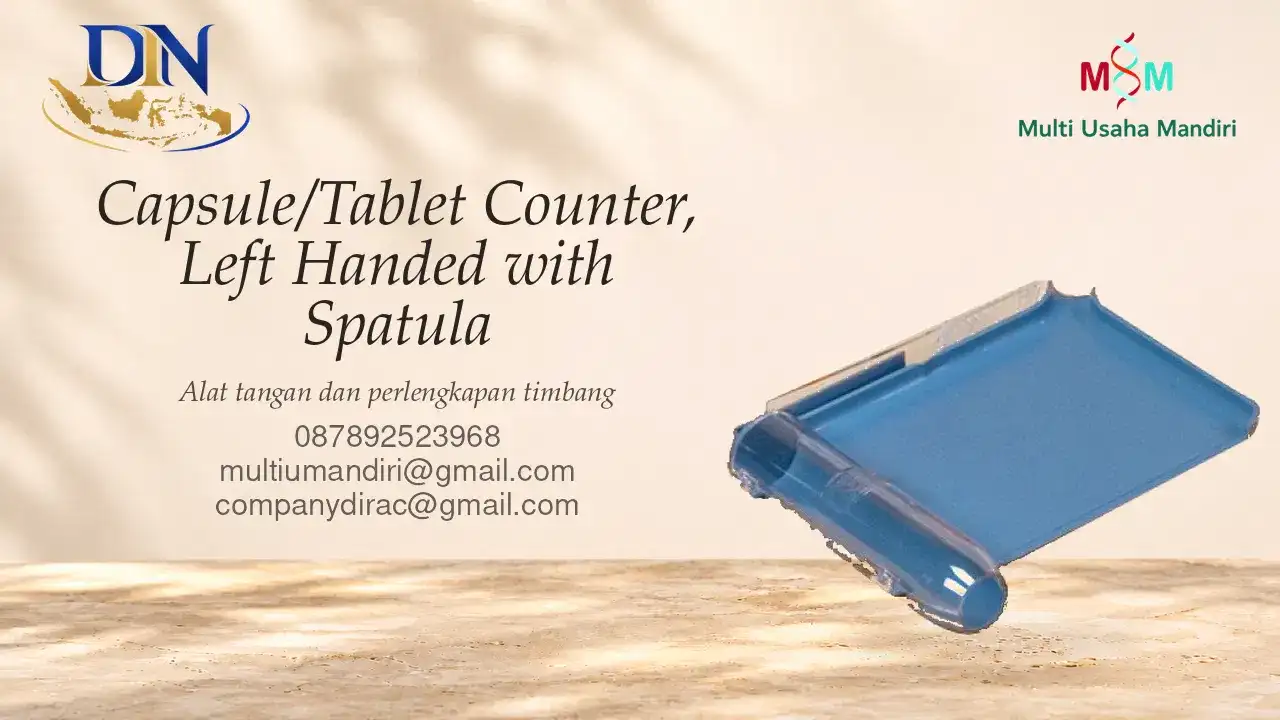 DIN
M M
Multi Usaha Mandiri
Capsule/Tablet Counter,
Left Handed with
Spatula
Alat tangan dan perlengkapan timbang
087892523968
multiumandiri@gmail.com
companydirac@gmail.com